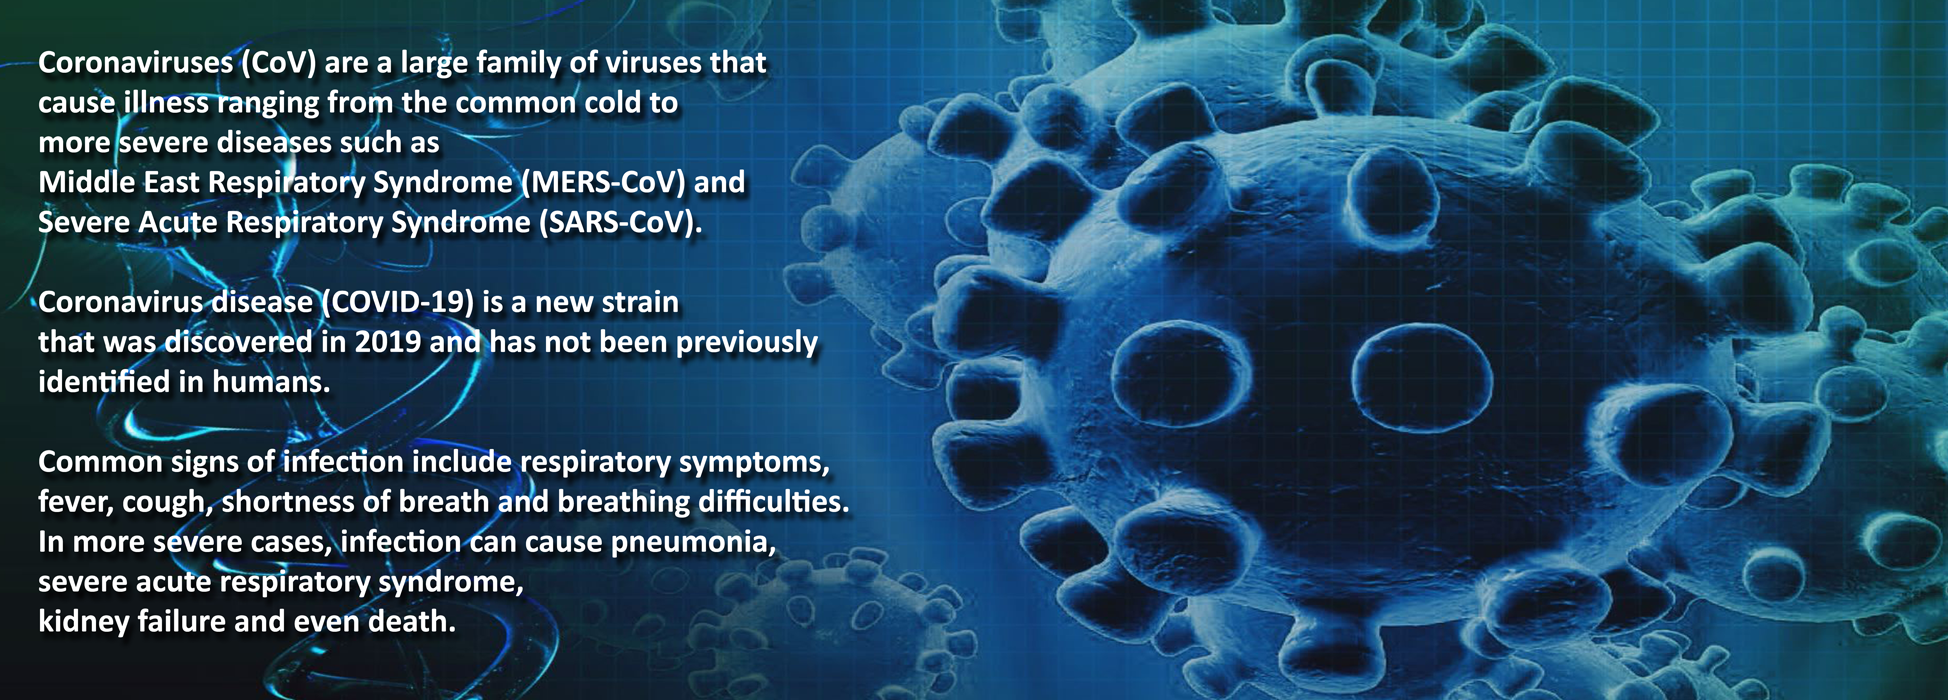 Coronaviruses (CoV) are a large family of viruses that
cause illness ranging from the common cold to
more severe diseases such as
Middle East Respiratory Syndrome (MERS-CoV) and
Severe Acute Respiratory Syndrome (SARS-CoV).
Coronavirus disease (COVID-19) is a new strain
that was discovered in 2019 and has not been previously
identified in humans.
Common signs of infection include respiratory symptoms,
fever, cough, shortness of breath and breathing difficulties.
In more severe cases, infection can cause pneumonia,
severe acute respiratory syndrome,
kidney failure and even death.